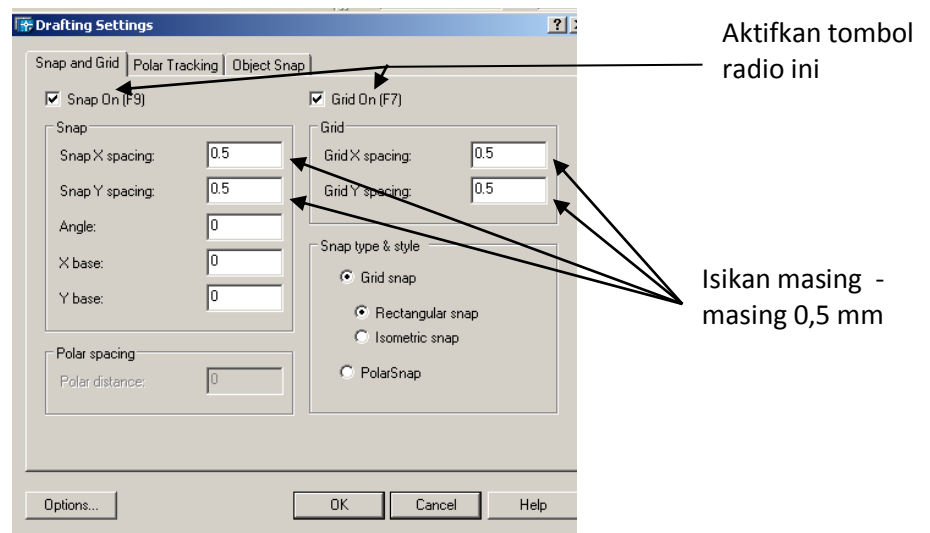 Drafting Settings
Aktifkan tombol
radio ini
Snap and Grid Polar Tracking Object Snap
Snap On (F9) Grid On (F7)
Snap Grid
Snap X spacing: 0.5 Grid X spacing: 0.5
Snap Y spacing: 0.5 Grid Y spacing: 0.5
Angle: 0
Snap type & style
X base: 0 Grid snap
Isikan masing -
masing 0,5 mm
Y base: 0 Rectangular snap
Isometric snap
Polar spacing
Polar distance: 0 PolarSnap
Options... OK Cancel Help